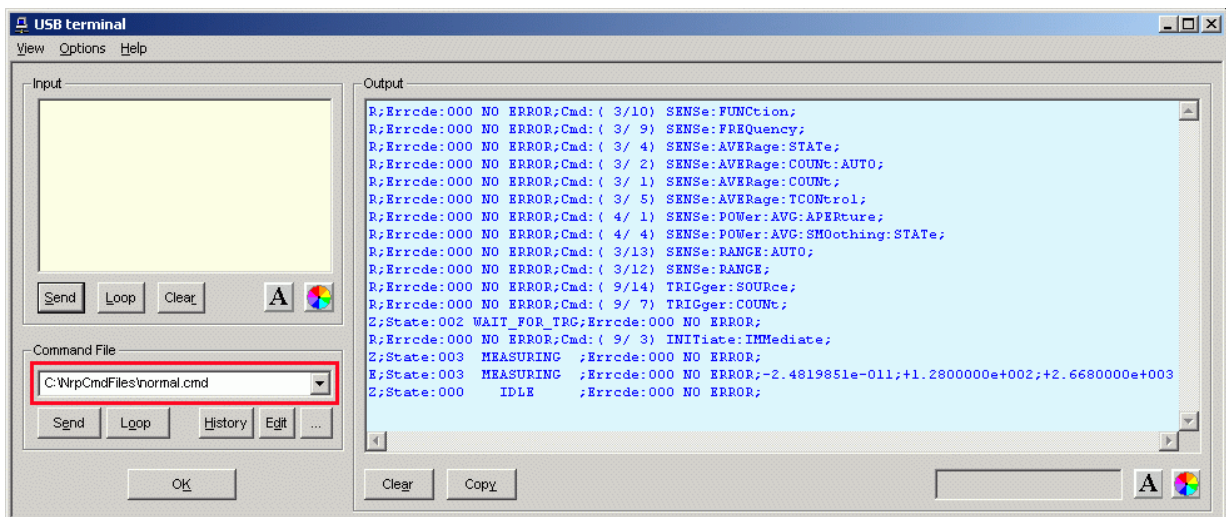 USB terminal
View Options Help
Input
Send Loop Clear A
Command File
C:\NrpCmdFiles\normal.cmd
Send Loop History Edit ...
OK
Output
R;Errcde:000 NO ERROR;Cmd:( 3/10) SENSe:FUNCtion;
R;Errcde:000 NO ERROR;Cmd:( 3/ 9) SENSe:FREQuency;
R;Errcde:000 NO ERROR;Cmd:( 3/ 4) SENSe:AVERage:STATe;
R;Errcde:000 NO ERROR;Cmd:( 3/ 2) SENSe:AVERage:COUNt:AUTO;
R;Errcde:000 NO ERROR;Cmd:( 3/ 1) SENSe:AVERage:COUNt;
R;Errcde:000 NO ERROR;Cmd:( 3/ 5) SENSe:AVERage:TCONtrol;
R;Errcde:000 NO ERROR;Cmd:( 4/ 1) SENSe:POWer:AVG:APERture;
R;Errcde:000 NO ERROR;Cmd:( 4/ 4) SENSe:POWer:AVG:SMOothing:STATe;
R;Errcde:000 NO ERROR;Cmd:( 3/13) SENSe:RANGE:AUTO;
R;Errcde:000 NO ERROR;Cmd:( 3/12) SENSe:RANGE;
R;Errcde:000 NO ERROR;Cmd:( 9/14) TRIGger:SOURce;
R;Errcde:000 NO ERROR;Cmd:( 9/ 7) TRIGger:COUNt;
Z;State:002 WAIT_FOR_TRG;Errcde:000 NO ERROR;
R;Errcde:000 NO ERROR;Cmd:( 9/ 3) INITiate:IMMediate;
Z;State:003  MEASURING  ;Errcde:000 NO ERROR;
E;State:003  MEASURING  ;Errcde:000 NO ERROR;-2.4819851e-011;+1.2800000e+002;+2.6680000e+003
Z;State:000    IDLE     ;Errcde:000 NO ERROR;
Clear Copy A